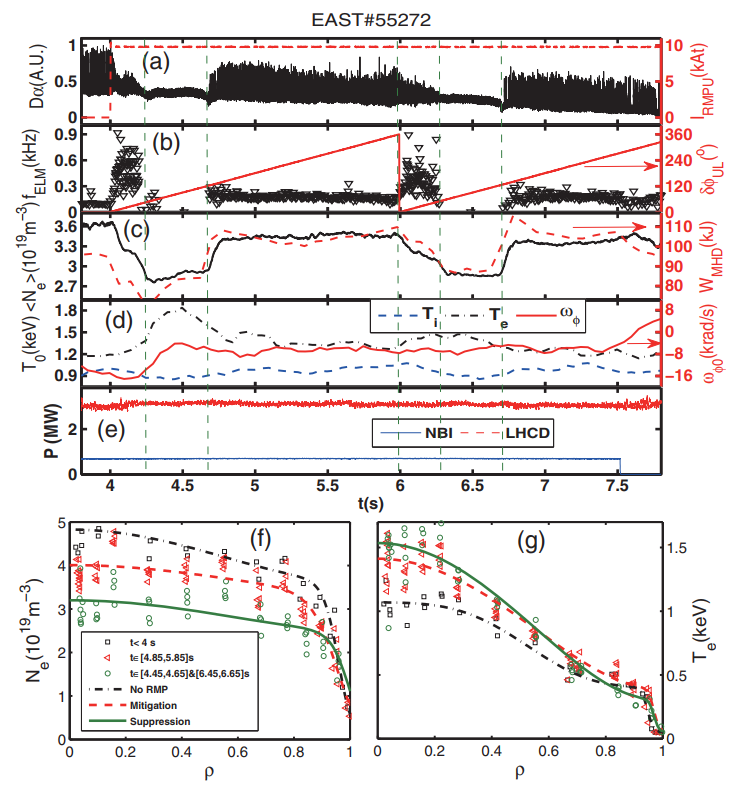 EAST#55272
Dα(A.U.)
1
0.5
0
(a)
10
5
0
I_RMPU(kAt)
f_ELM(kHz)
0.9
0.6
0.3
0
(b)
360
240
120
0
δϕ_UL(°)
<N_e>(10^19 m^−3)
3.6
3.3
3
2.7
(c)
110
100
90
80
W_MHD(kJ)
T_0(keV)
1.8
1.5
1.2
0.9
(d)
T_i
T_e
ω_ϕ
8
0
−8
−16
ω_ϕ0(krad/s)
P (MW)
2
0
(e)
NBI
LHCD
4
4.5
5
5.5
6
6.5
7
7.5
t(s)
N_e(10^19 m−3)
5
4
3
2
1
0
(f)
t< 4 s
t∈[4.85,5.85]s
t∈[4.45,4.65]&[6.45,6.65]s
No RMP
Mitigation
Suppression
0
0.2
0.4
0.6
0.8
1
ρ
(g)
1.5
1
0.5
0
T_e(keV)
0
0.2
0.4
0.6
0.8
1
ρ